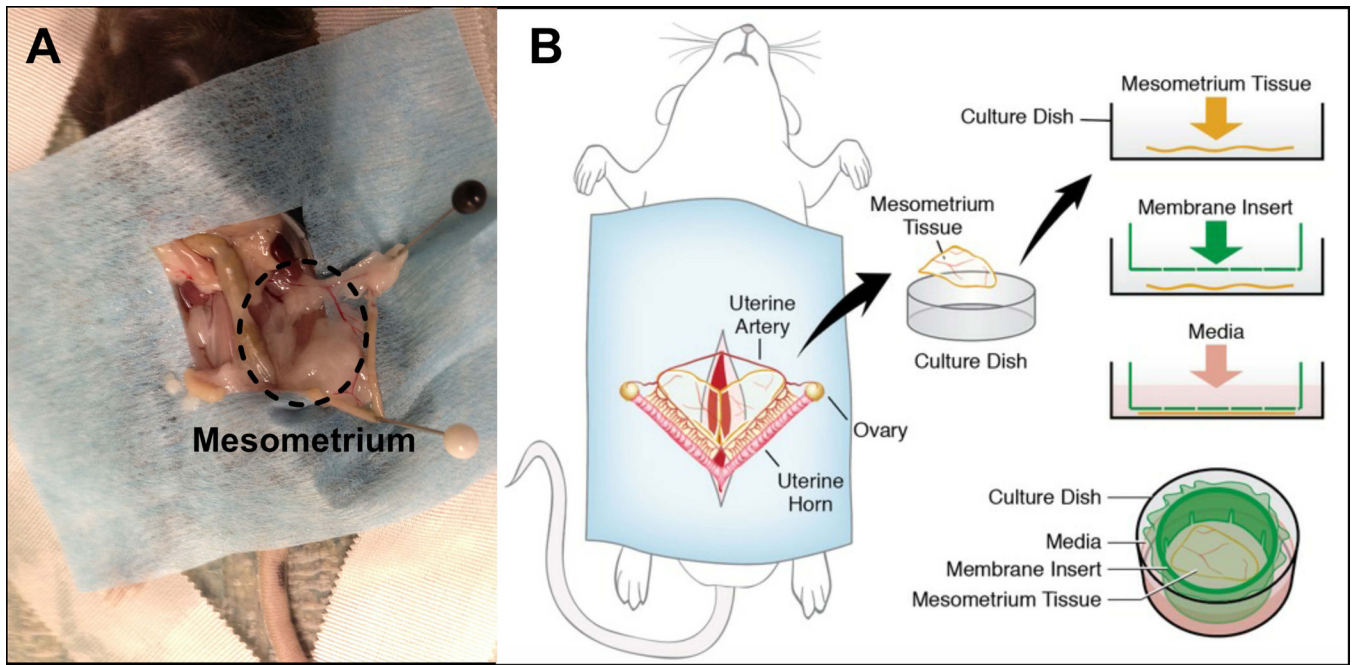 A
Mesometrium
B
Uterine
Artery
Ovary
Uterine
Horn
Mesometrium
Tissue
Culture Dish
Mesometrium Tissue
Culture Dish
Membrane Insert
Media
Culture Dish
Media
Membrane Insert
Mesometrium Tissue